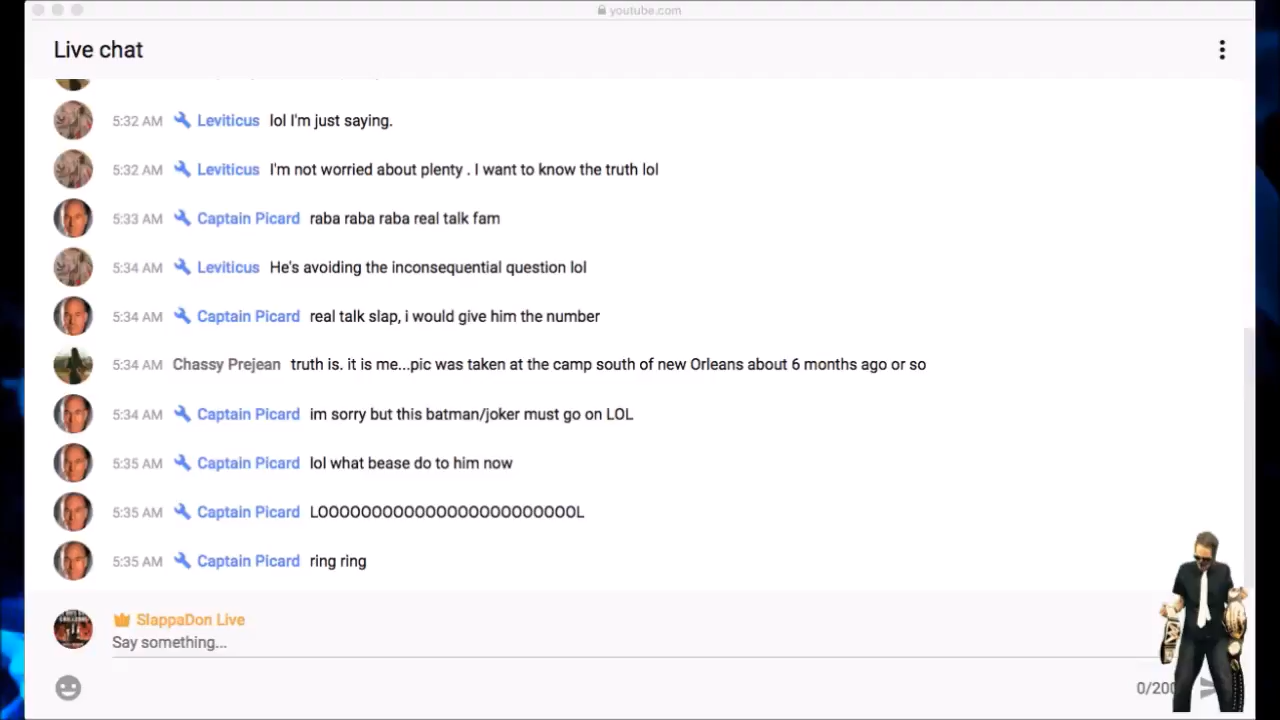 youtube.com
Live chat
5:32 AM Leviticus lol I'm just saying.
5:32 AM Leviticus I'm not worried about plenty . I want to know the truth lol
5:33 AM Captain Picard raba raba raba real talk fam
5:34 AM Leviticus He's avoiding the inconsequential question lol
5:34 AM Captain Picard real talk slap, i would give him the number
5:34 AM Chassy Prejean truth is. it is me...pic was taken at the camp south of new Orleans about 6 months ago or so
5:34 AM Captain Picard im sorry but this batman/joker must go on LOL
5:35 AM Captain Picard lol what bease do to him now
5:35 AM Captain Picard LOOOOOOOOOOOOOOOOOOOOOOOOOL
5:35 AM Captain Picard ring ring
SlappaDon Live
Say something...
0/200